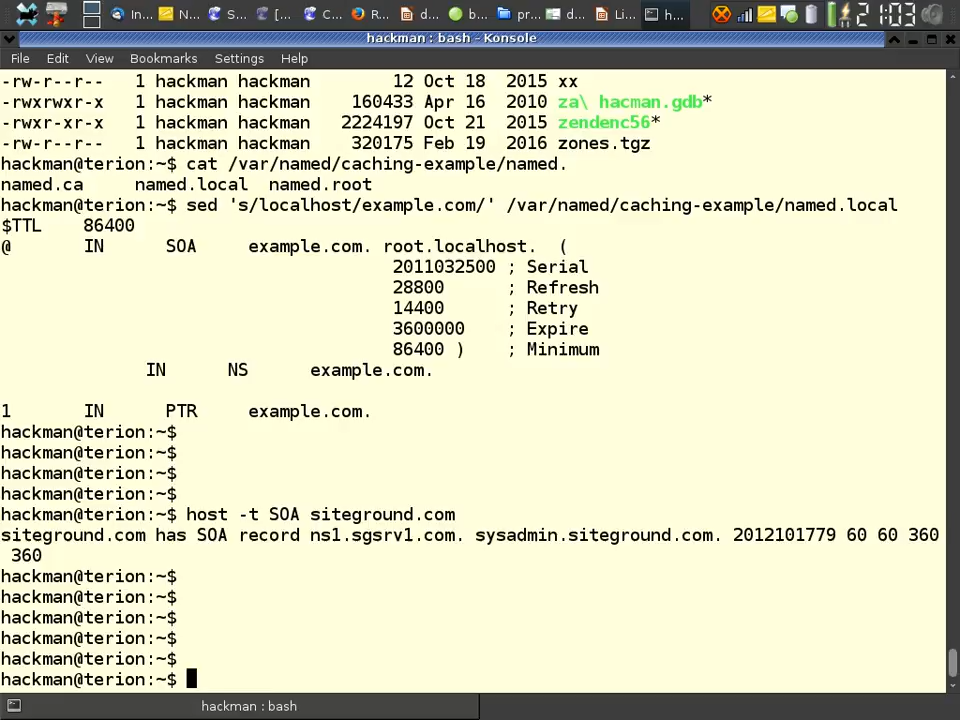 In... N... S... [... C... R... d... b... pr... d... Li... h... 21:03
hackman : bash - Konsole
File Edit View Bookmarks Settings Help
-rw-r--r-- 1 hackman hackman 12 Oct 18 2015 xx
-rwxrwxr-x 1 hackman hackman 160433 Apr 16 2010 za\ hacman.gdb*
-rwxr-xr-x 1 hackman hackman 2224197 Oct 21 2015 zendenc56*
-rw-r--r-- 1 hackman hackman 320175 Feb 19 2016 zones.tgz
hackman@terion:~$ cat /var/named/caching-example/named.
named.ca named.local named.root
hackman@terion:~$ sed 's/localhost/example.com/' /var/named/caching-example/named.local
$TTL 86400
@ IN SOA example.com. root.localhost. (
2011032500 ; Serial
28800 ; Refresh
14400 ; Retry
3600000 ; Expire
86400 ) ; Minimum
IN NS example.com.
1 IN PTR example.com.
hackman@terion:~$
hackman@terion:~$
hackman@terion:~$
hackman@terion:~$
hackman@terion:~$ host -t SOA siteground.com
siteground.com has SOA record ns1.sgsrv1.com. sysadmin.siteground.com. 2012101779 60 60 360
360
hackman@terion:~$
hackman@terion:~$
hackman@terion:~$
hackman@terion:~$
hackman@terion:~$
hackman@terion:~$
hackman : bash